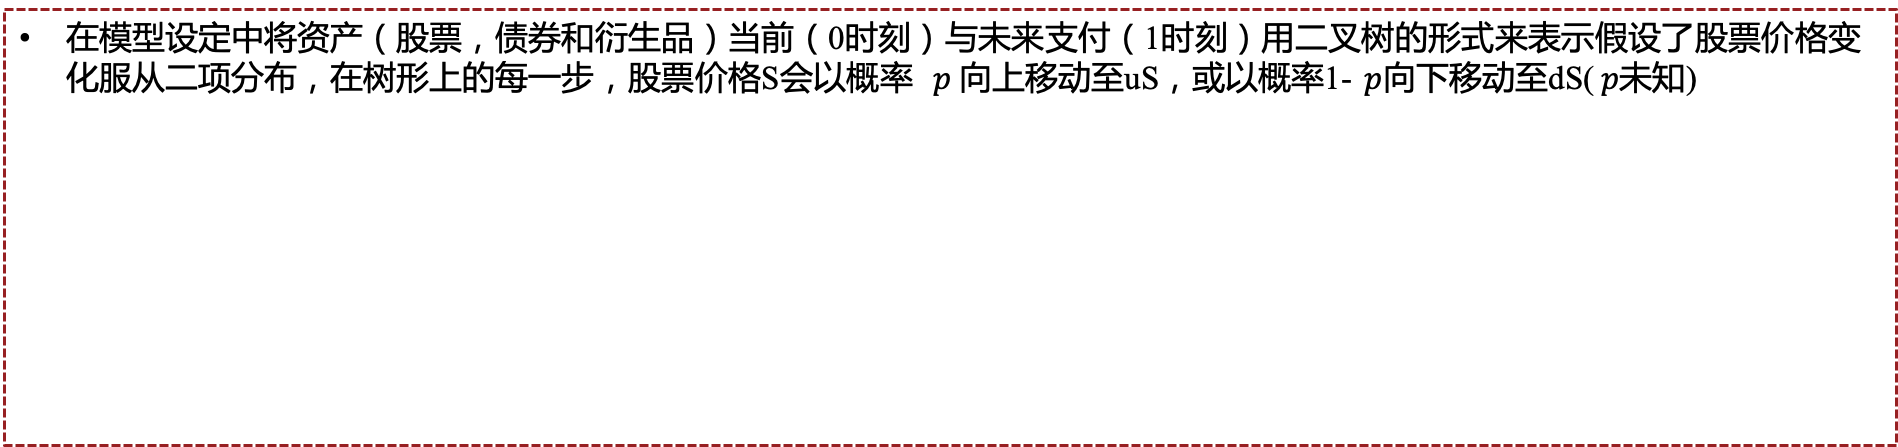 • 在模型设定中将资产（股票，债券和衍生品）当前（0时刻）与未来支付（1时刻）用二叉树的形式来表示假设了股票价格变
化服从二项分布，在树形上的每一步，股票价格S会以概率 p 向上移动至uS，或以概率1- p向下移动至dS( p未知)